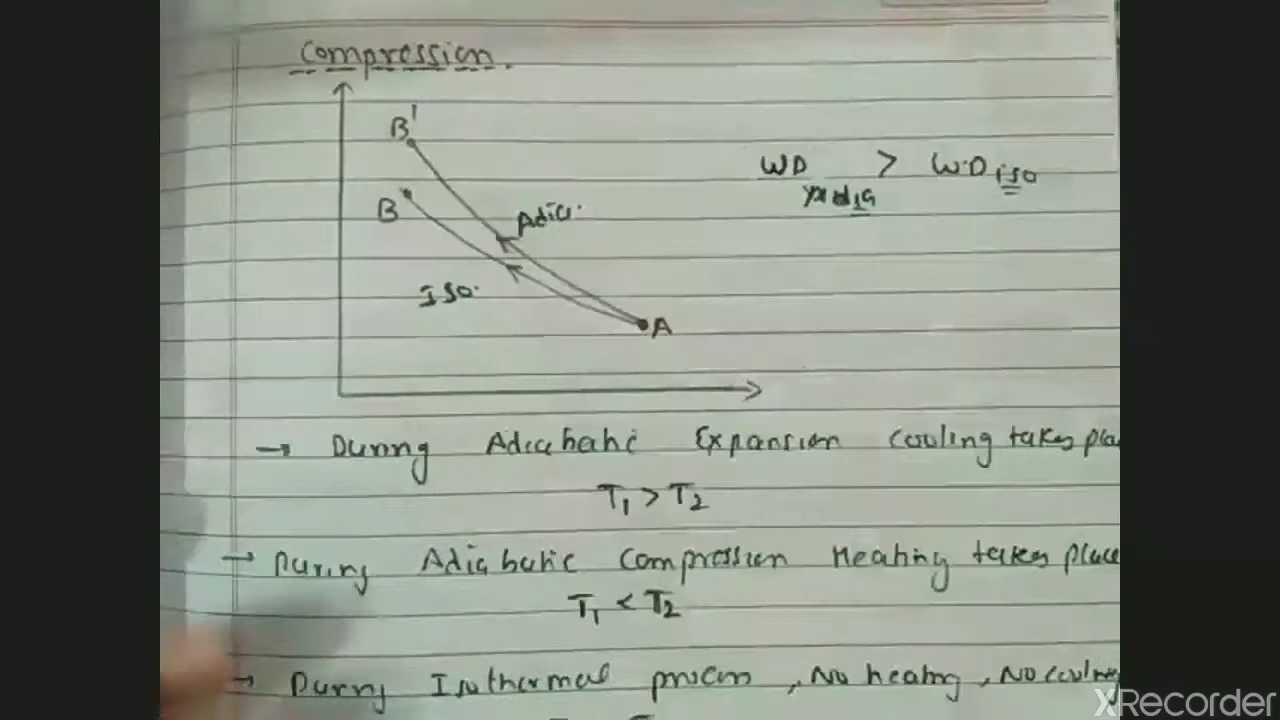 Compression.
B'
WD > W.D iso
B
Adia.
Iso.
A
→ During Adiabatic Expansion cooling takes pla
T1 > T2
→ During Adiabatic Compression Heating takes place
T1 < T2
→ During Isothermal process, No heating, No cooling
XRecorder